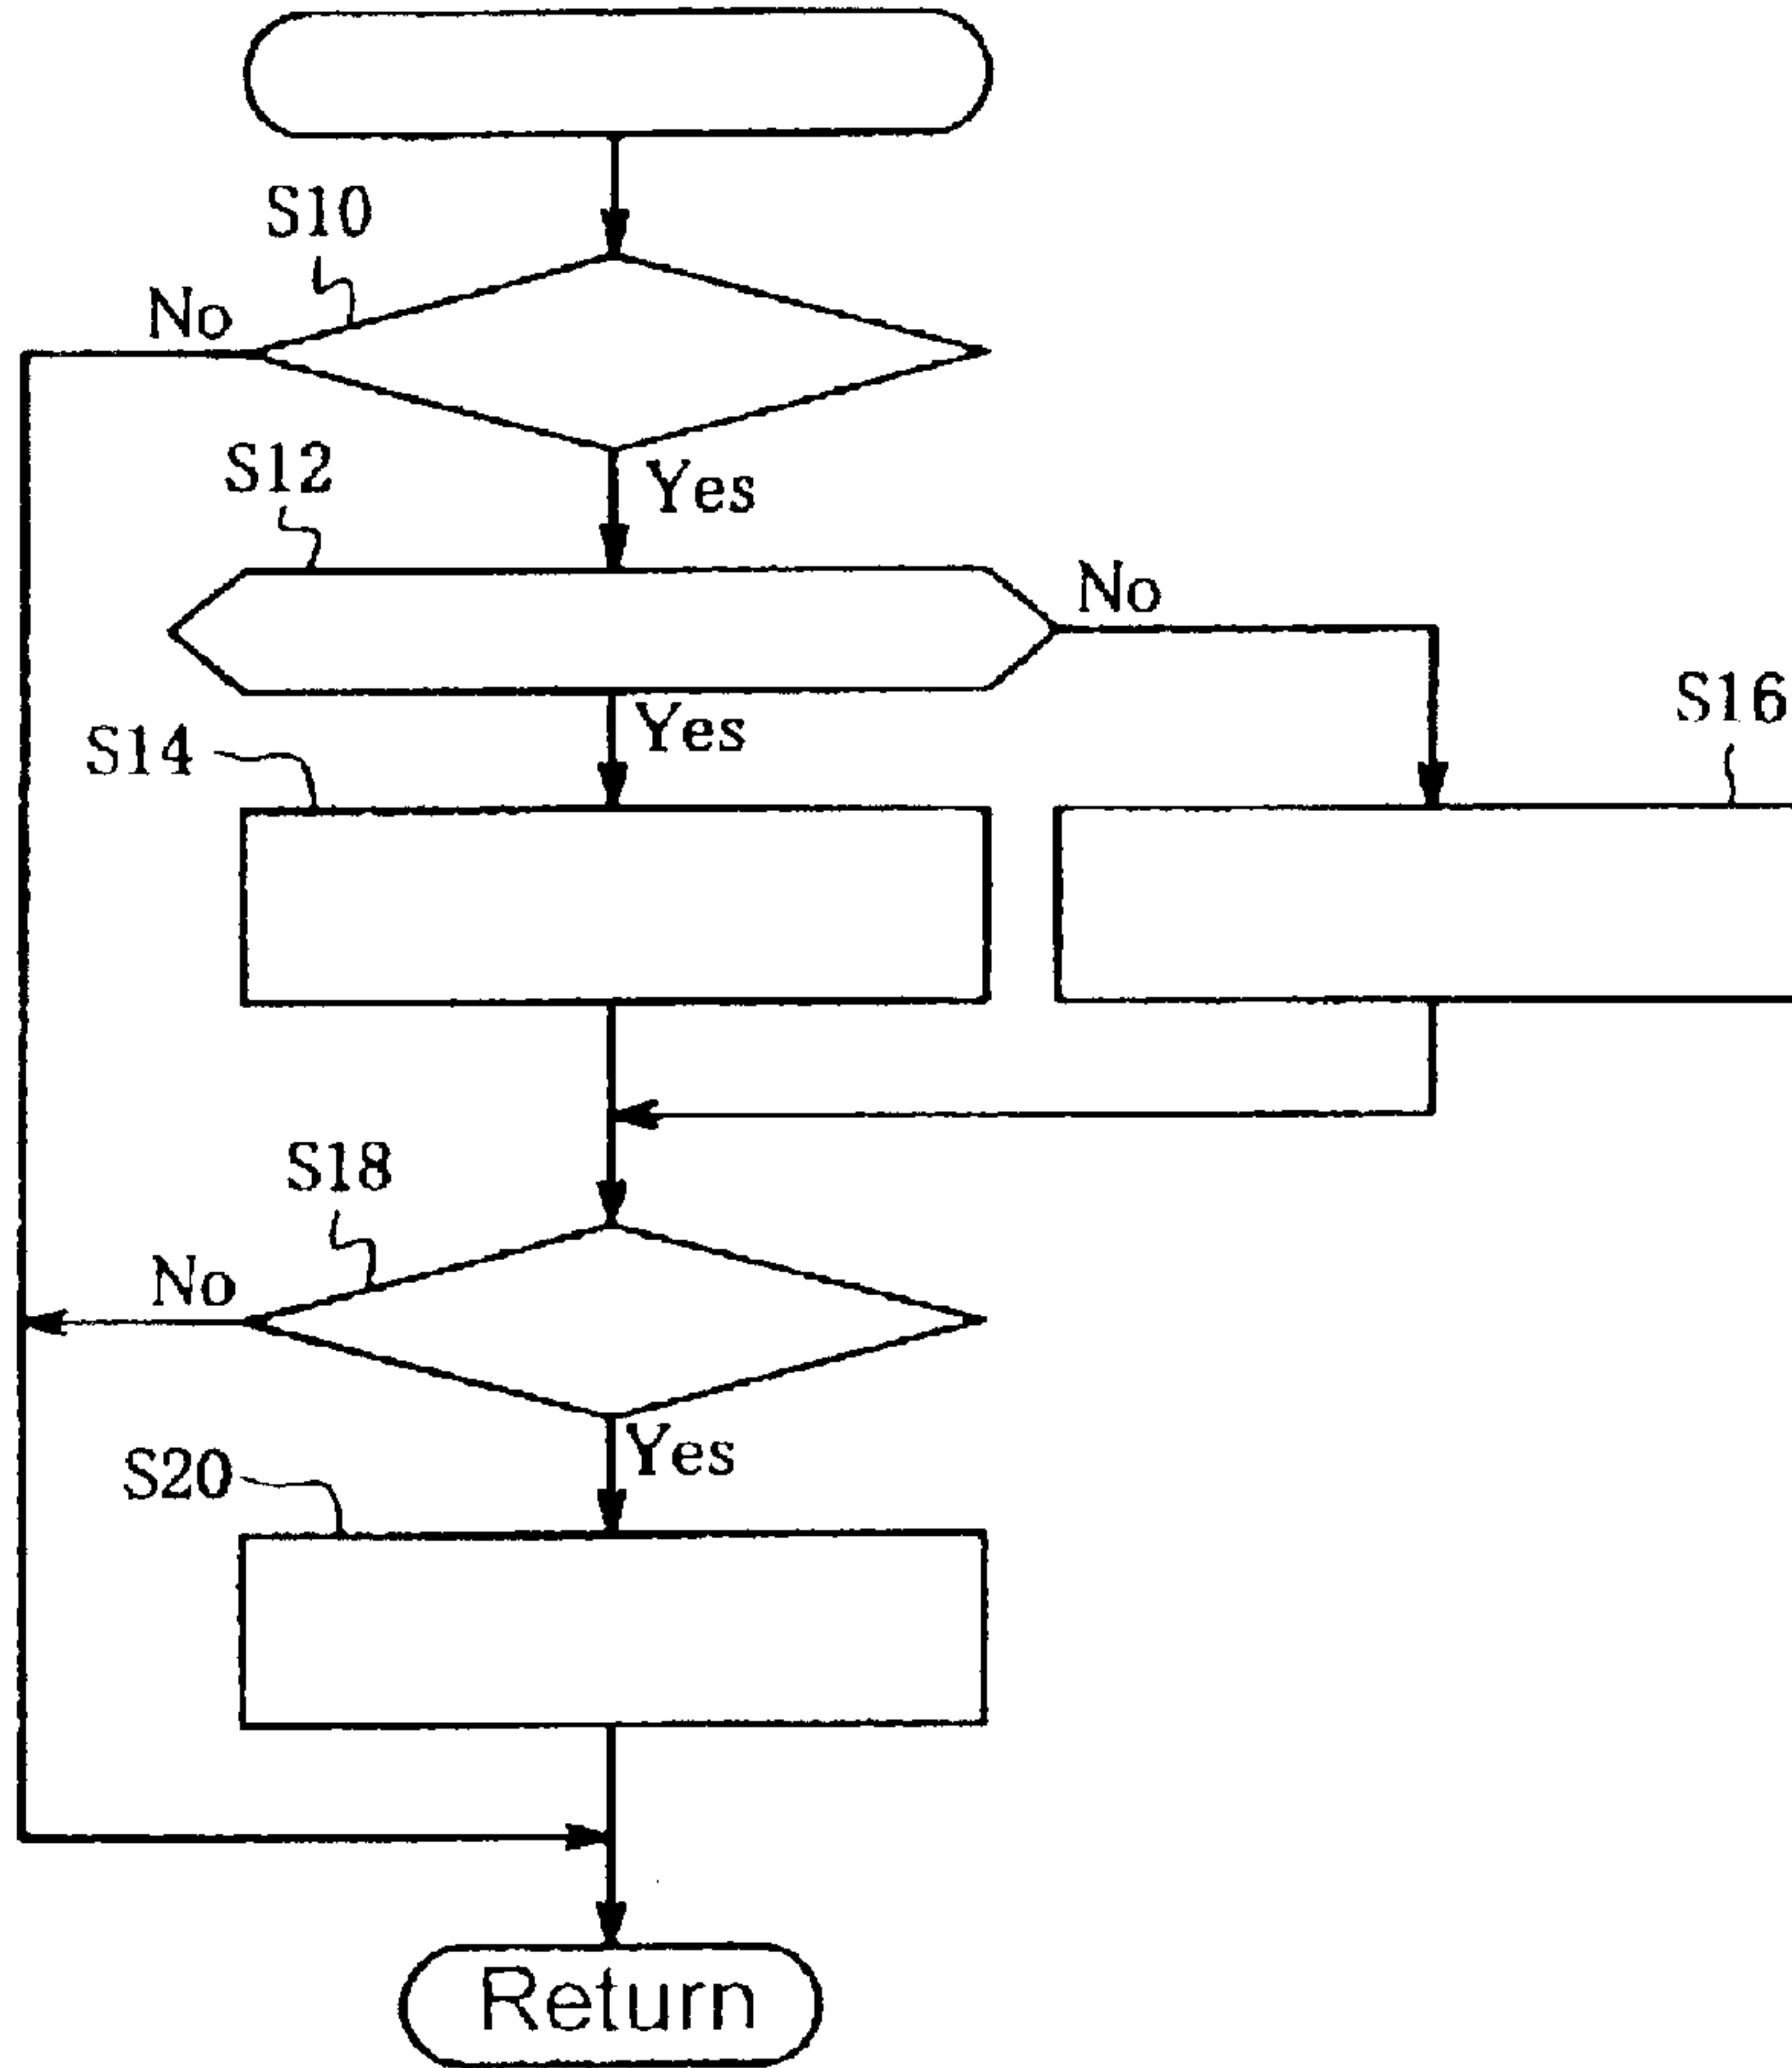 S10
No
S12
Yes
No
S16
S14
Yes
S18
No
Yes
S20
Return